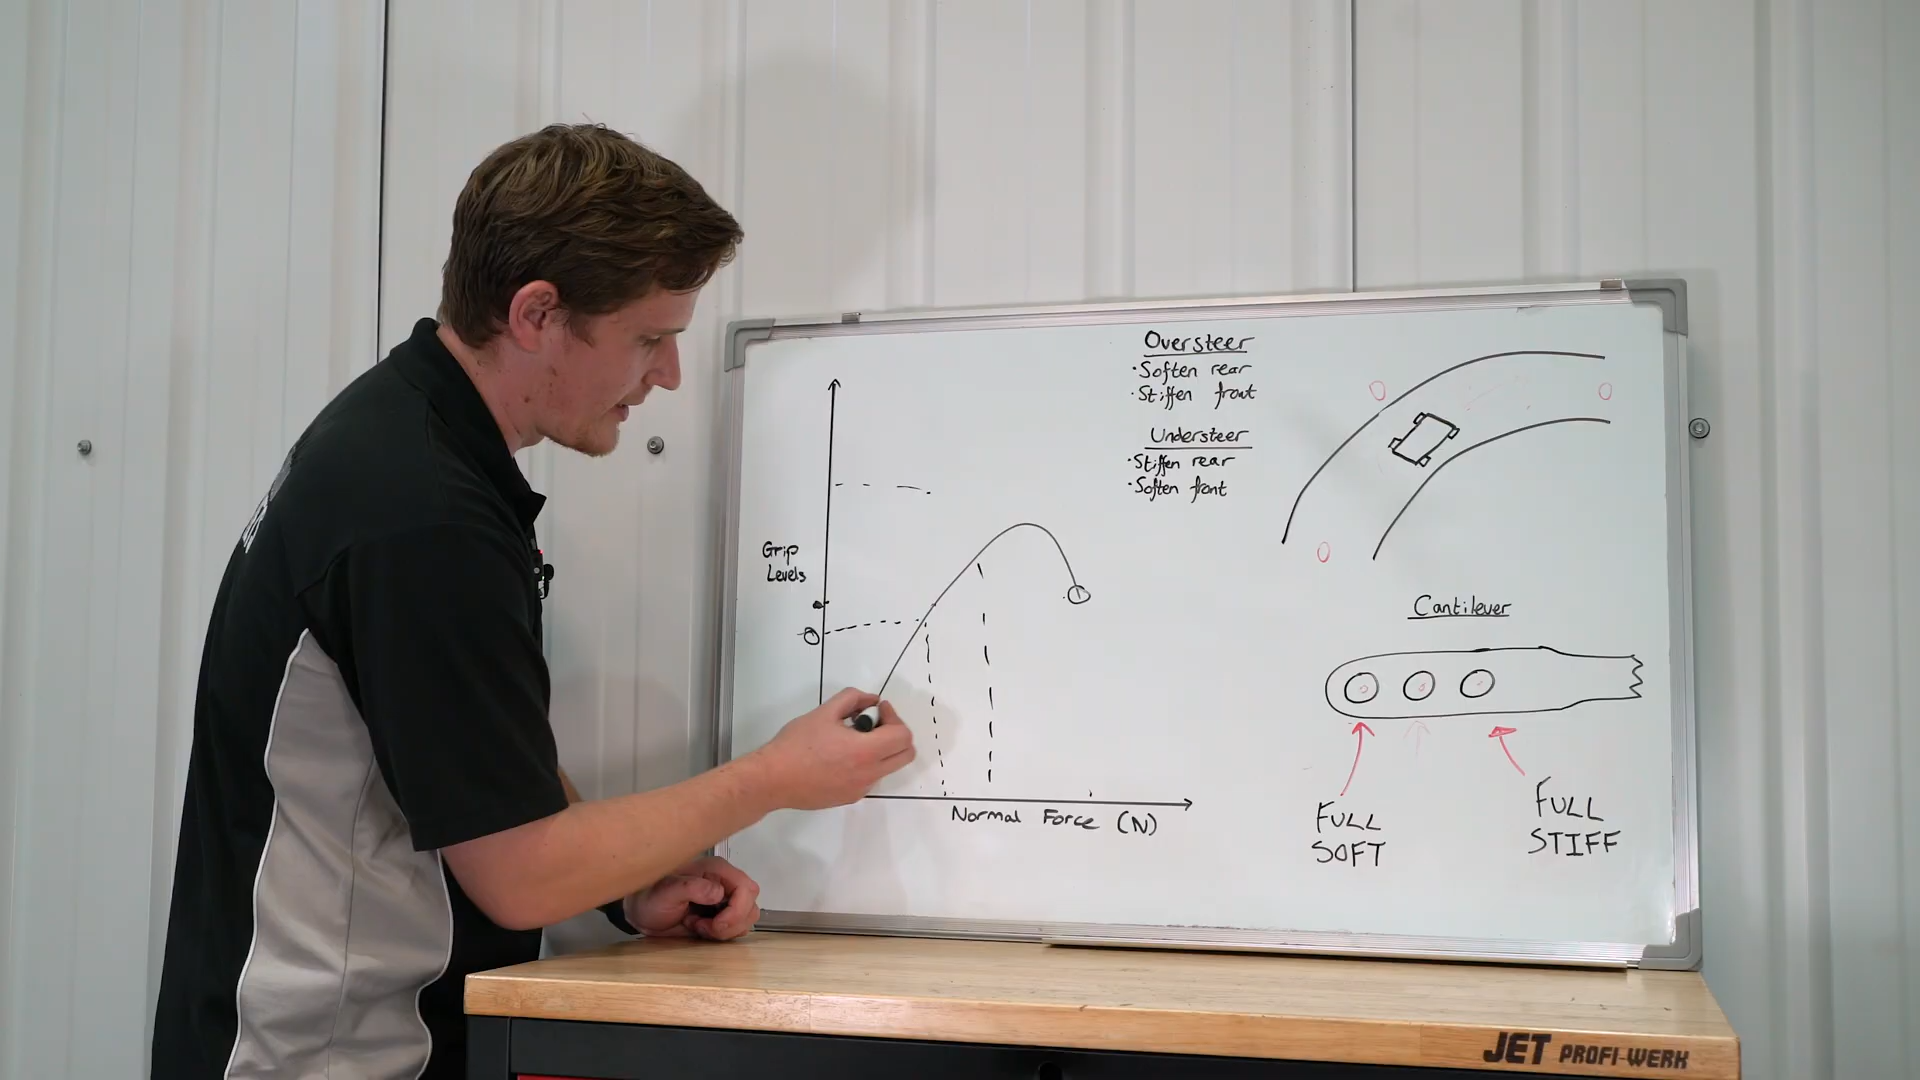 Oversteer
·Soften rear
·Stiffen front
Understeer
·Stiffen rear
·Soften front
Grip
Levels
Normal Force (N)
Cantilever
FULL
SOFT
FULL
STIFF
JET PROFI-WERK